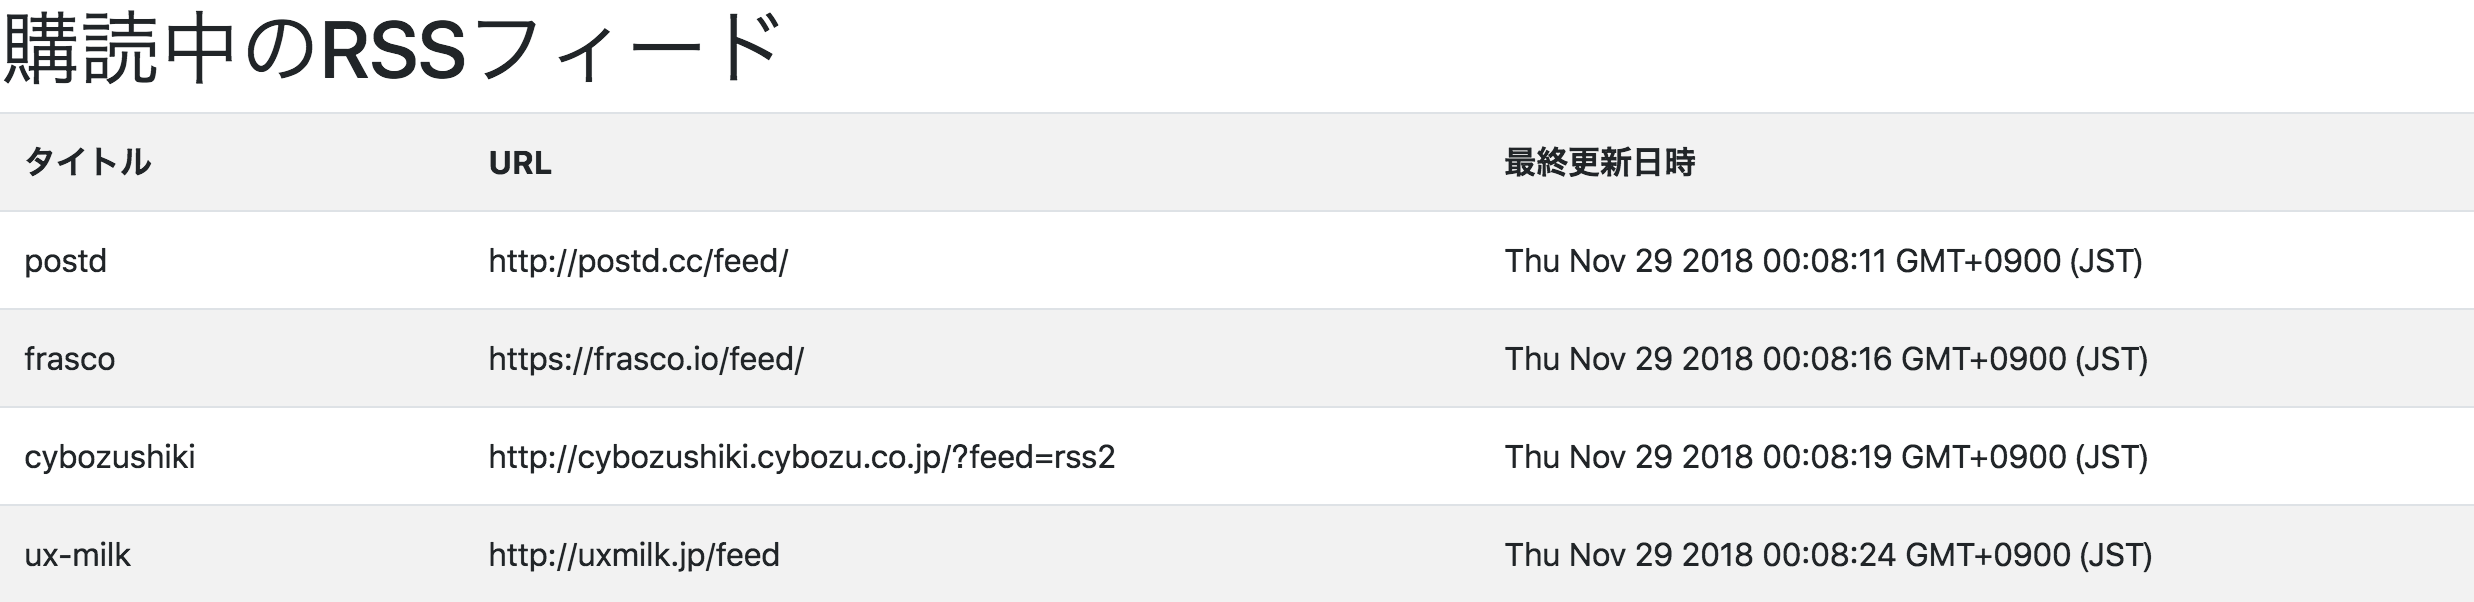 購読中のRSSフィード
タイトル URL 最終更新日時
postd http://postd.cc/feed/ Thu Nov 29 2018 00:08:11 GMT+0900 (JST)
frasco https://frasco.io/feed/ Thu Nov 29 2018 00:08:16 GMT+0900 (JST)
cybozushiki http://cybozushiki.cybozu.co.jp/?feed=rss2 Thu Nov 29 2018 00:08:19 GMT+0900 (JST)
ux-milk http://uxmilk.jp/feed Thu Nov 29 2018 00:08:24 GMT+0900 (JST)